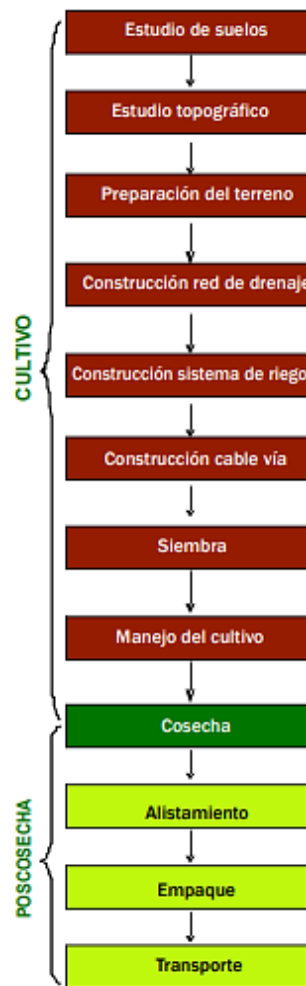 CULTIVO
Estudio de suelos
Estudio topográfico
Preparación del terreno
Construcción red de drenaje
Construcción sistema de riego
Construcción cable vía
Siembra
Manejo del cultivo
Cosecha
POSCOSECHA
Alistamiento
Empaque
Transporte